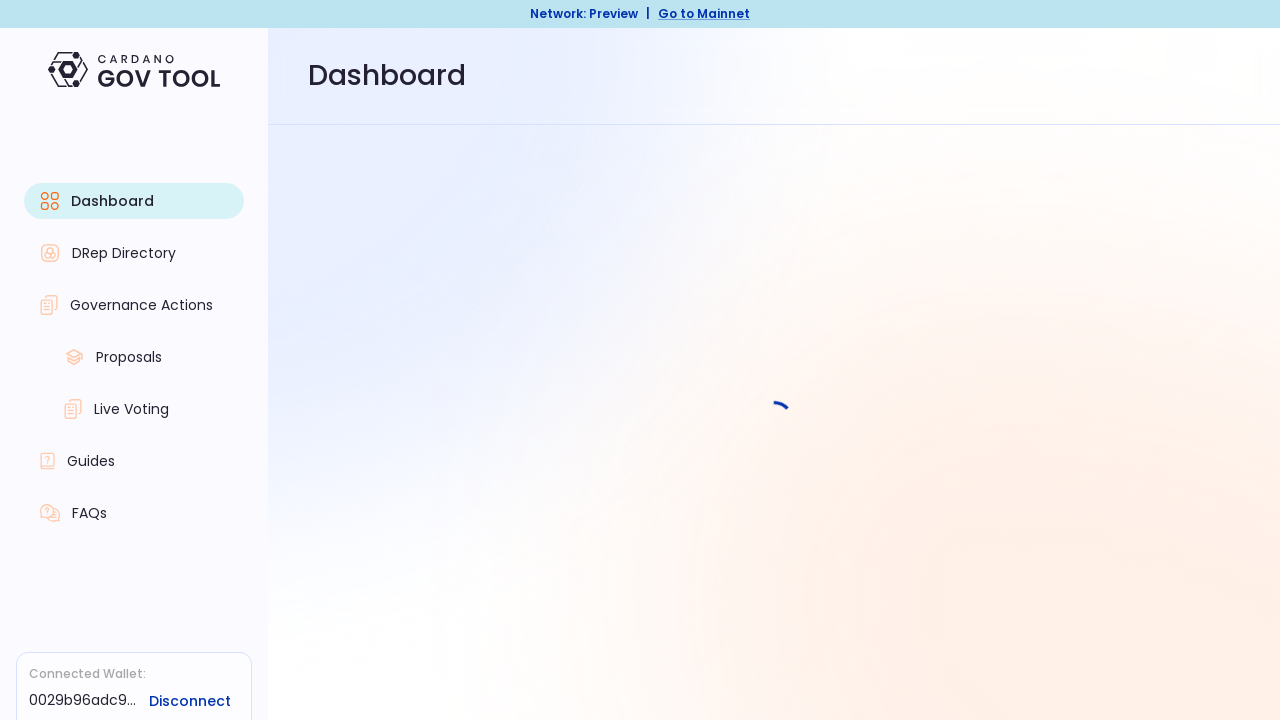 Network: Preview | Go to Mainnet
CARDANO
GOV TOOL
Dashboard
Dashboard
DRep Directory
Governance Actions
Proposals
Live Voting
Guides
FAQs
Connected Wallet:
0029b96adc9... Disconnect